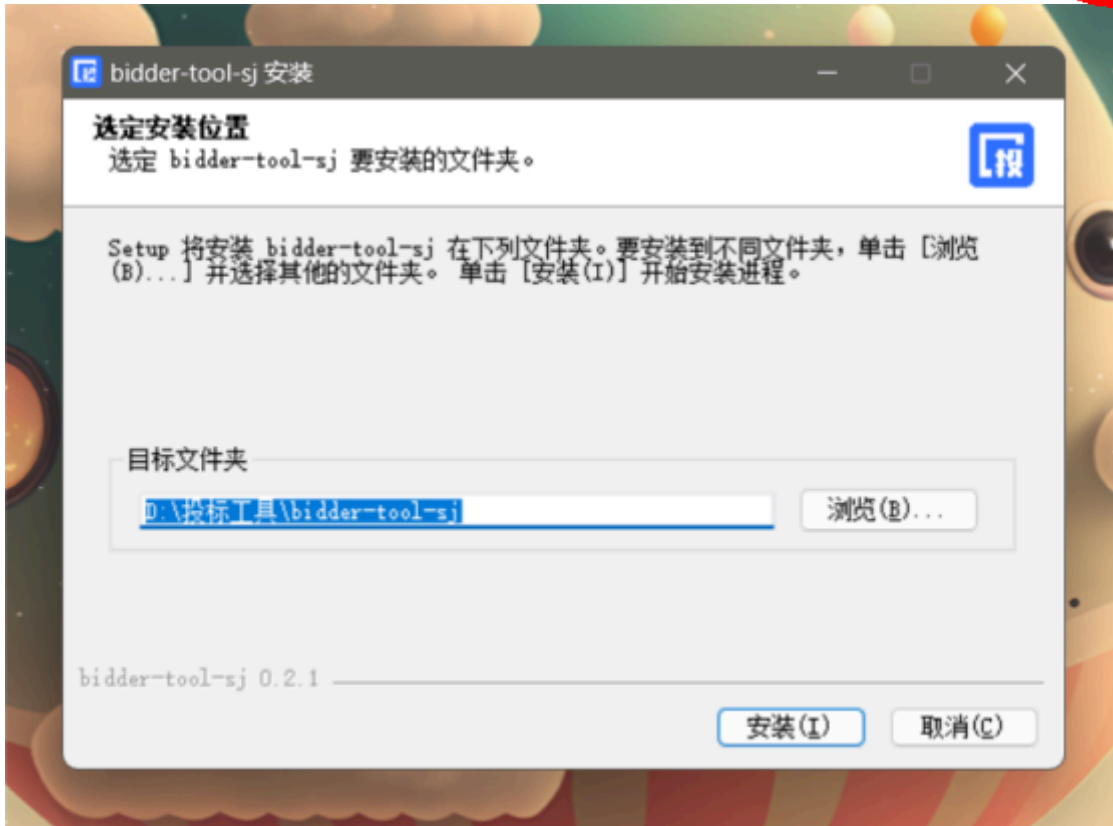 bidder-tool-sj 安装
选定安装位置
选定 bidder-tool-sj 要安装的文件夹。
投
Setup 将安装 bidder-tool-sj 在下列文件夹。要安装到不同文件夹，单击 [浏览
(B)...] 并选择其他的文件夹。 单击 [安装(I)] 开始安装进程。
目标文件夹
D:\投标工具\bidder-tool-sj
浏览(B)...
bidder-tool-sj 0.2.1
安装(I)
取消(C)